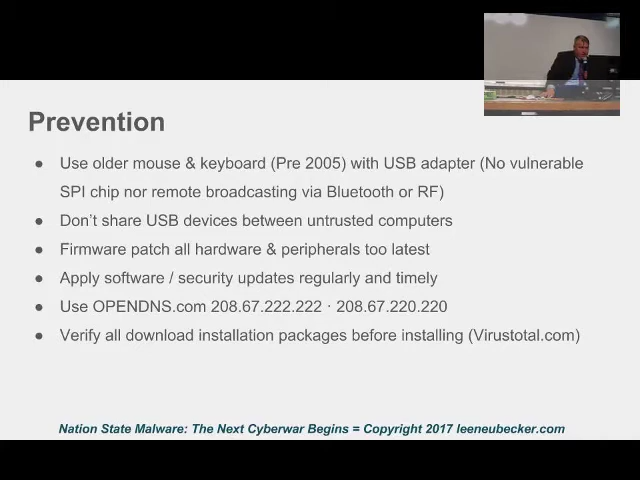 Prevention
● Use older mouse & keyboard (Pre 2005) with USB adapter (No vulnerable
SPI chip nor remote broadcasting via Bluetooth or RF)
● Don't share USB devices between untrusted computers
● Firmware patch all hardware & peripherals too latest
● Apply software / security updates regularly and timely
● Use OPENDNS.com 208.67.222.222 · 208.67.220.220
● Verify all download installation packages before installing (Virustotal.com)
Nation State Malware: The Next Cyberwar Begins = Copyright 2017 leeneubecker.com